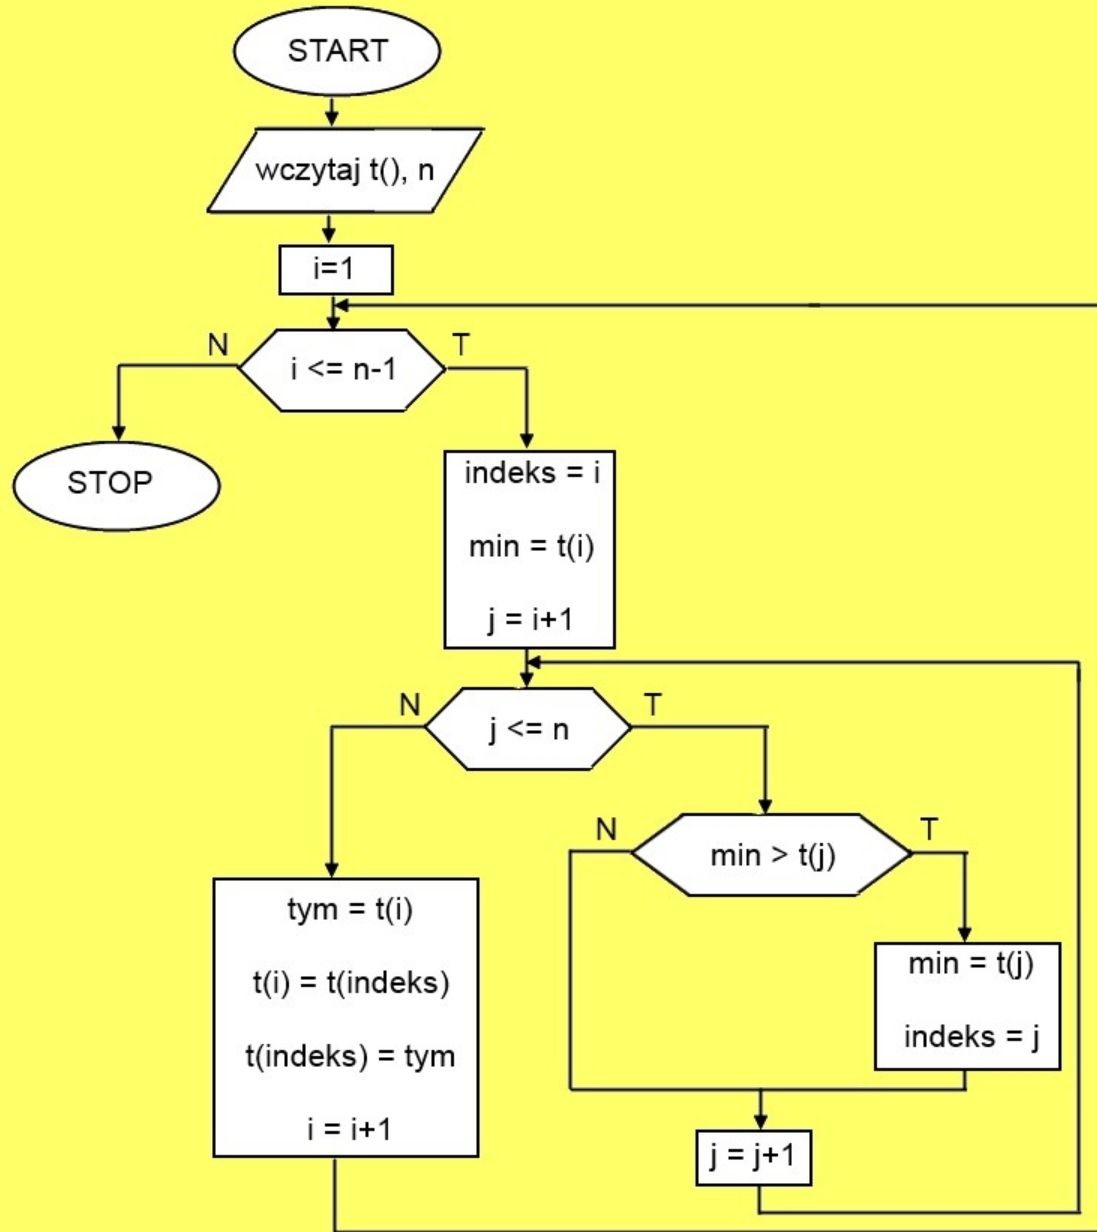 START
wczytaj t(), n
i=1
N
T
i <= n-1
STOP
indeks = i
min = t(i)
j = i+1
N
T
j <= n
N
T
min > t(j)
tym = t(i)
t(i) = t(indeks)
t(indeks) = tym
i = i+1
min = t(j)
indeks = j
j = j+1